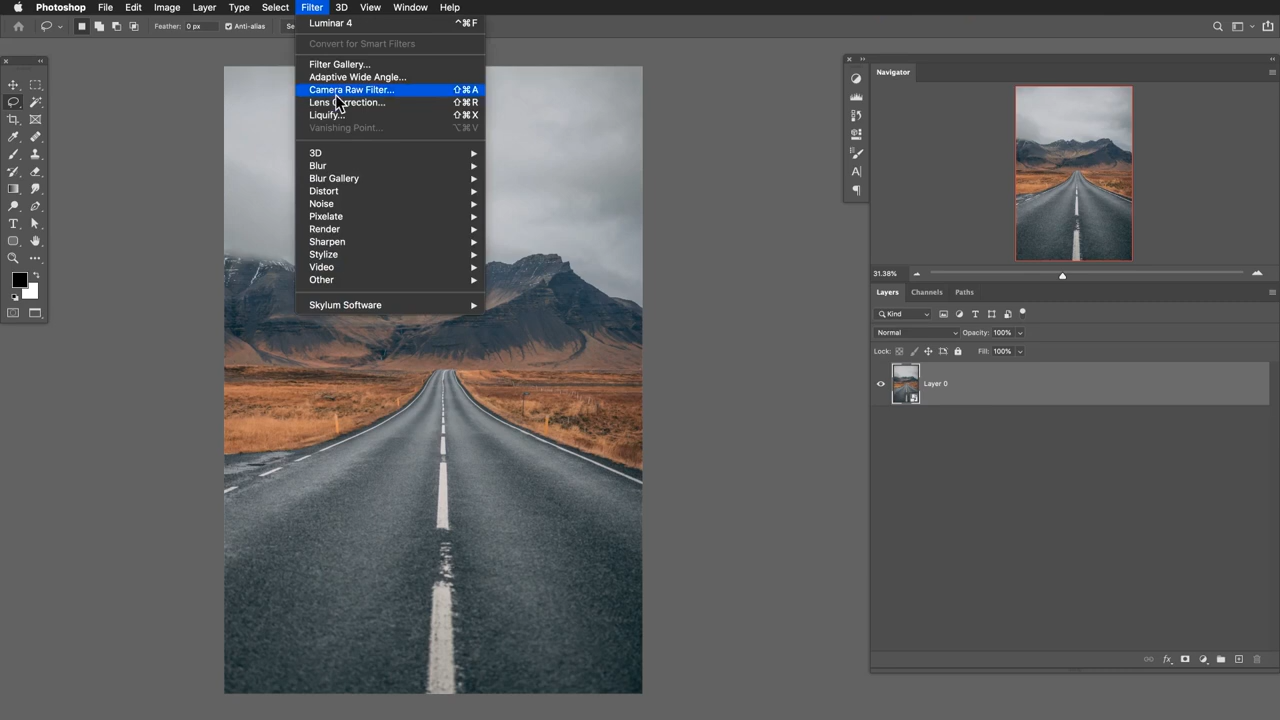 Photoshop File Edit Image Layer Type Select Filter 3D View Window Help
Feather: 0 px Anti-alias Se
Luminar 4 ^⌘F
Convert for Smart Filters
Filter Gallery...
Adaptive Wide Angle...
Camera Raw Filter... ⇧⌘A
Lens Correction... ⇧⌘R
Liquify... ⇧⌘X
Vanishing Point... ⌥⌘V
3D
Blur
Blur Gallery
Distort
Noise
Pixelate
Render
Sharpen
Stylize
Video
Other
Skylum Software
Navigator
31.38%
Layers Channels Paths
Kind
Normal Opacity: 100%
Lock: Fill: 100%
Layer 0